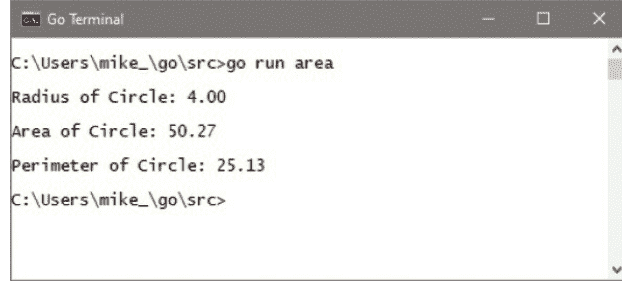 Go Terminal
C:\Users\mike_\go\src>go run area
Radius of Circle: 4.00
Area of Circle: 50.27
Perimeter of Circle: 25.13
C:\Users\mike_\go\src>